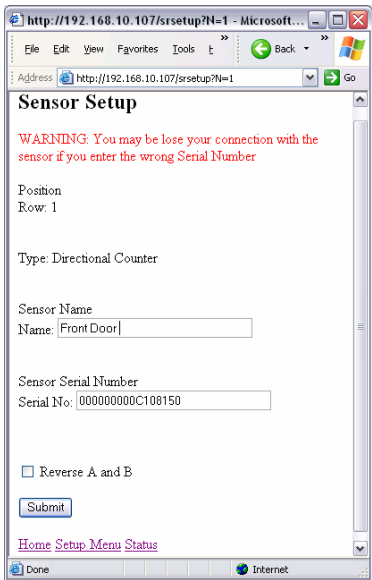 http://192.168.10.107/srsetup?N=1 - Microsoft...
File Edit View Favorites Tools » Back »
Address http://192.168.10.107/srsetup?N=1 Go
Sensor Setup
WARNING: You may be lose your connection with the
sensor if you enter the wrong Serial Number
Position
Row: 1
Type: Directional Counter
Sensor Name
Name: Front Door
Sensor Serial Number
Serial No: 000000000C108150
Reverse A and B
Submit
Home Setup Menu Status
Done Internet